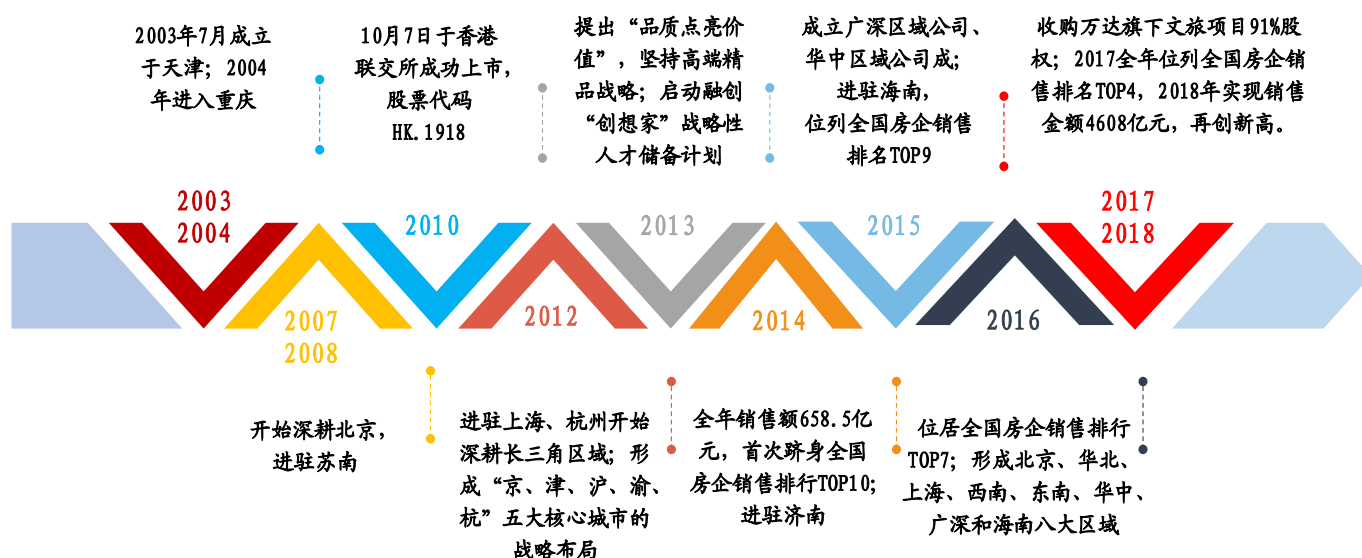 2003年7月成立
于天津；2004
年进入重庆
10月7日于香港
联交所成功上市，
股票代码
HK.1918
提出“品质点亮价
值”，坚持高端精
品战略；启动融创
“创想家”战略性
人才储备计划
成立广深区域公司、
华中区域公司成；
进驻海南，
位列全国房企销售
排名TOP9
收购万达旗下文旅项目91%股
权；2017全年位列全国房企销
售排名TOP4，2018年实现销售
金额4608亿元，再创新高。
2003
2004
2010
2013
2015
2017
2018
2007
2008
2012
2014
2016
开始深耕北京，
进驻苏南
进驻上海、杭州开始
深耕长三角区域；形
成“京、津、沪、渝、
杭”五大核心城市的
战略布局
全年销售额658.5亿
元，首次跻身全国
房企销售排行TOP10；
进驻济南
位居全国房企销售排行
TOP7；形成北京、华北、
上海、西南、东南、华中、
广深和海南八大区域